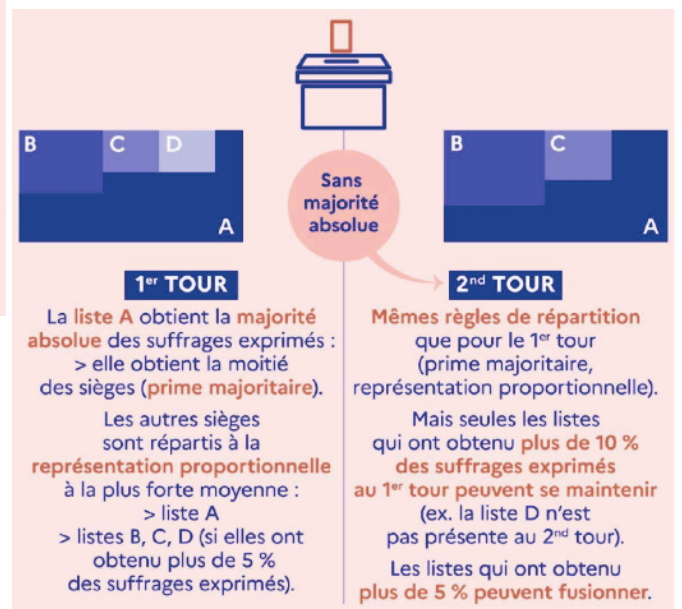 B
C
D
A
1er TOUR
La liste A obtient la majorité
absolue des suffrages exprimés :
> elle obtient la moitié
des sièges (prime majoritaire).
Les autres sièges
sont répartis à la
représentation proportionnelle
à la plus forte moyenne :
> liste A
> listes B, C, D (si elles ont
obtenu plus de 5 %
des suffrages exprimés).
Sans
majorité
absolue
B
C
A
2nd TOUR
Mêmes règles de répartition
que pour le 1er tour
(prime majoritaire,
représentation proportionnelle).
Mais seules les listes
qui ont obtenu plus de 10 %
des suffrages exprimés
au 1er tour peuvent se maintenir
(ex. la liste D n'est
pas présente au 2nd tour).
Les listes qui ont obtenu
plus de 5 % peuvent fusionner.